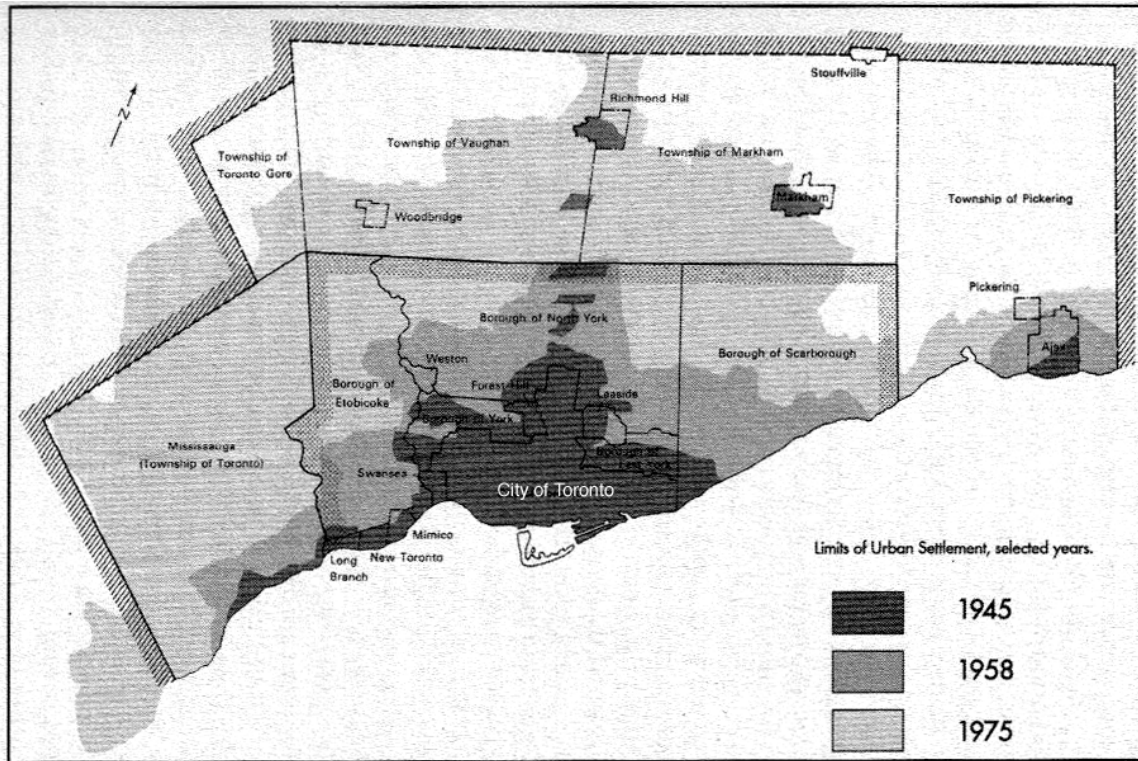 Stouffville
N
Richmond Hill
Township of Vaughan
Township of Markham
Township of
Toronto Gore
Woodbridge
Markham
Township of Pickering
Pickering
Ajax
Borough of North York
Borough of Scarborough
Weston
Borough of
Etobicoke
Forest Hill
Leaside
Borough of York
Borough of
East York
Mississauga
(Township of Toronto)
Swansea
City of Toronto
Mimico
New Toronto
Long
Branch
Limits of Urban Settlement, selected years.
1945
1958
1975